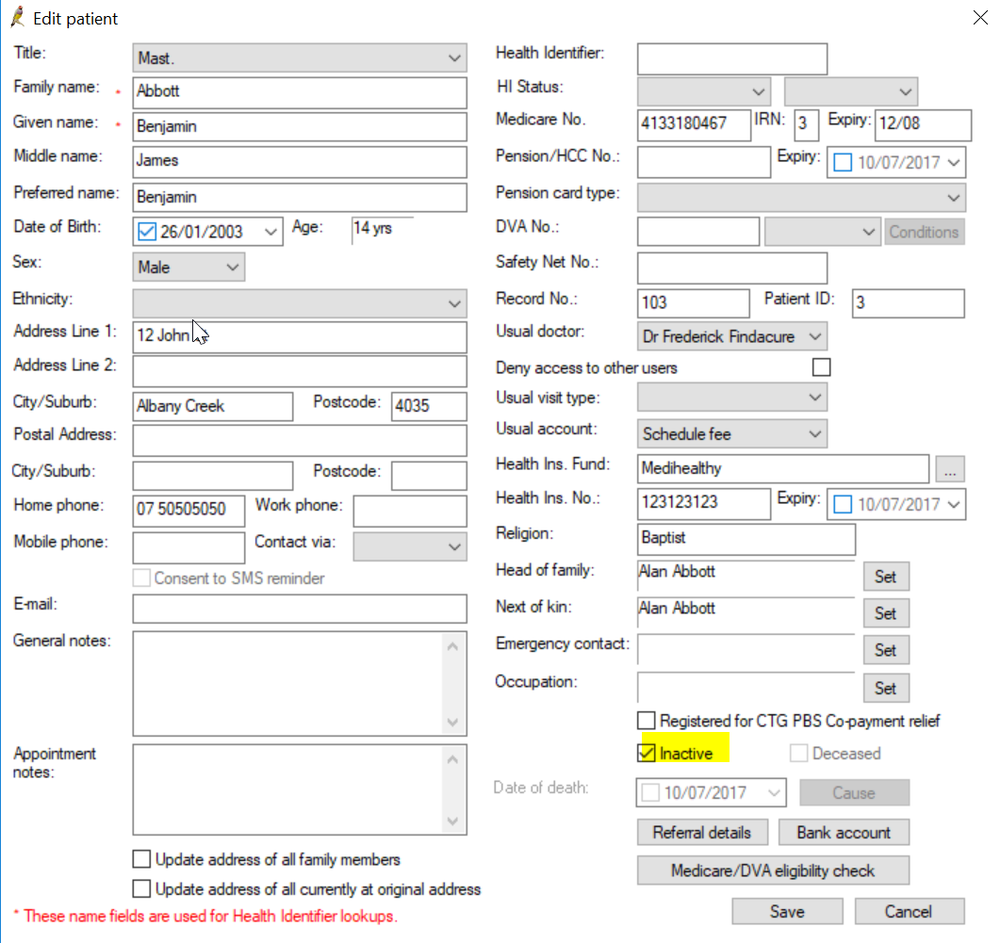 Edit patient
Title: Mast.
Family name: * Abbott
Given name: * Benjamin
Middle name: James
Preferred name: Benjamin
Date of Birth: 26/01/2003 Age: 14 yrs
Sex: Male
Ethnicity:
Address Line 1: 12 John
Address Line 2:
City/Suburb: Albany Creek Postcode: 4035
Postal Address:
City/Suburb: Postcode:
Home phone: 07 50505050 Work phone:
Mobile phone: Contact via:
Consent to SMS reminder
E-mail:
General notes:
Appointment
notes:
Update address of all family members
Update address of all currently at original address
* These name fields are used for Health Identifier lookups.
Health Identifier:
HI Status:
Medicare No. 4133180467 IRN: 3 Expiry: 12/08
Pension/HCC No.: Expiry: 10/07/2017
Pension card type:
DVA No.: Conditions
Safety Net No.:
Record No.: 103 Patient ID: 3
Usual doctor: Dr Frederick Findacure
Deny access to other users
Usual visit type:
Usual account: Schedule fee
Health Ins. Fund: Medihealthy ...
Health Ins. No.: 123123123 Expiry: 10/07/2017
Religion: Baptist
Head of family: Alan Abbott Set
Next of kin: Alan Abbott Set
Emergency contact: Set
Occupation: Set
Registered for CTG PBS Co-payment relief
Inactive Deceased
Date of death: 10/07/2017 Cause
Referral details Bank account
Medicare/DVA eligibility check
Save Cancel